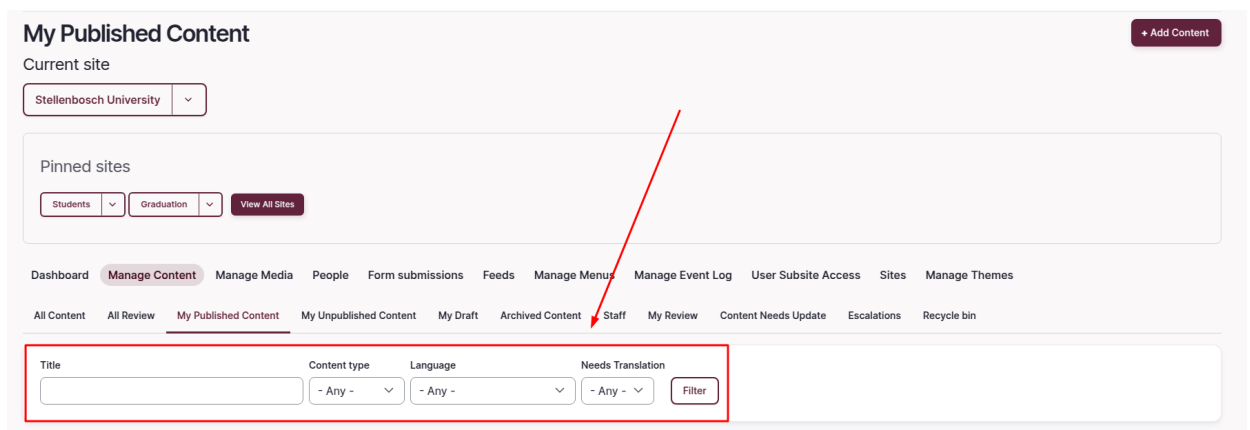 My Published Content
+ Add Content
Current site
Stellenbosch University
Pinned sites
Students
Graduation
View All Sites
Dashboard Manage Content Manage Media People Form submissions Feeds Manage Menus Manage Event Log User Subsite Access Sites Manage Themes
All Content All Review My Published Content My Unpublished Content My Draft Archived Content Staff My Review Content Needs Update Escalations Recycle bin
Title Content type Language Needs Translation
- Any - - Any - - Any - Filter